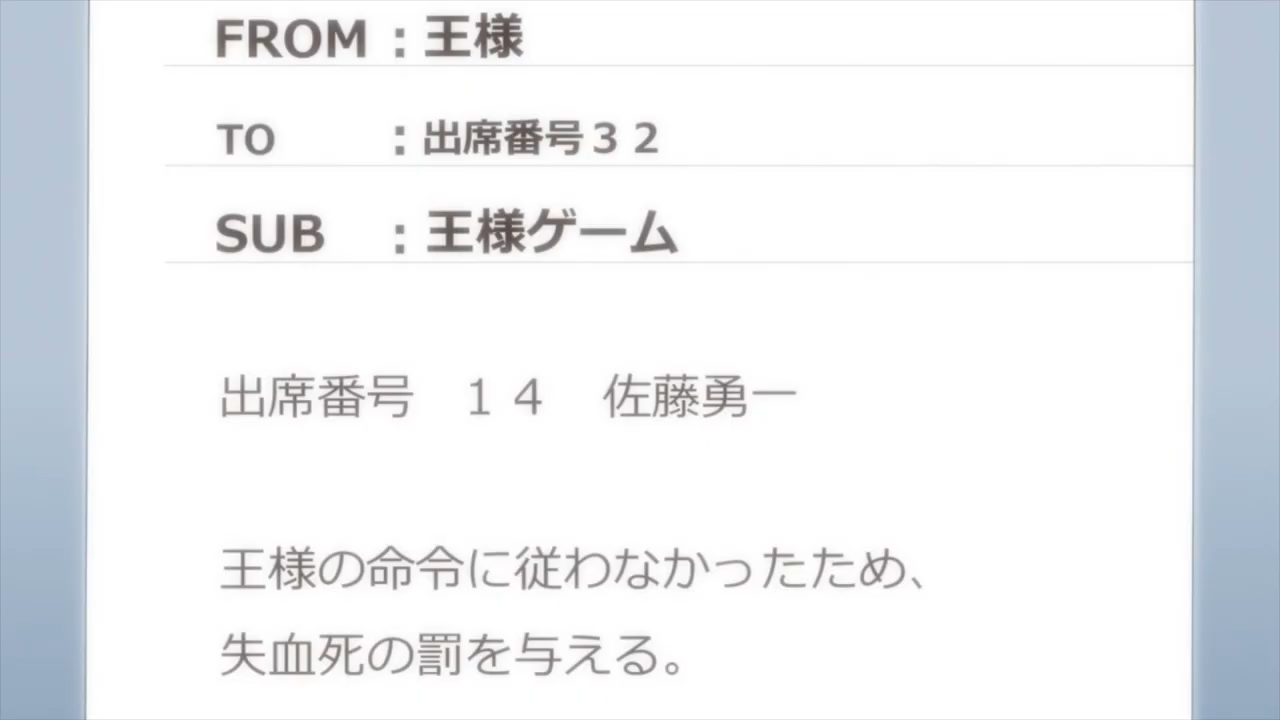 FROM : 王様
TO : 出席番号３２
SUB : 王様ゲーム
出席番号　１４　佐藤勇一
王様の命令に従わなかったため、
失血死の罰を与える。